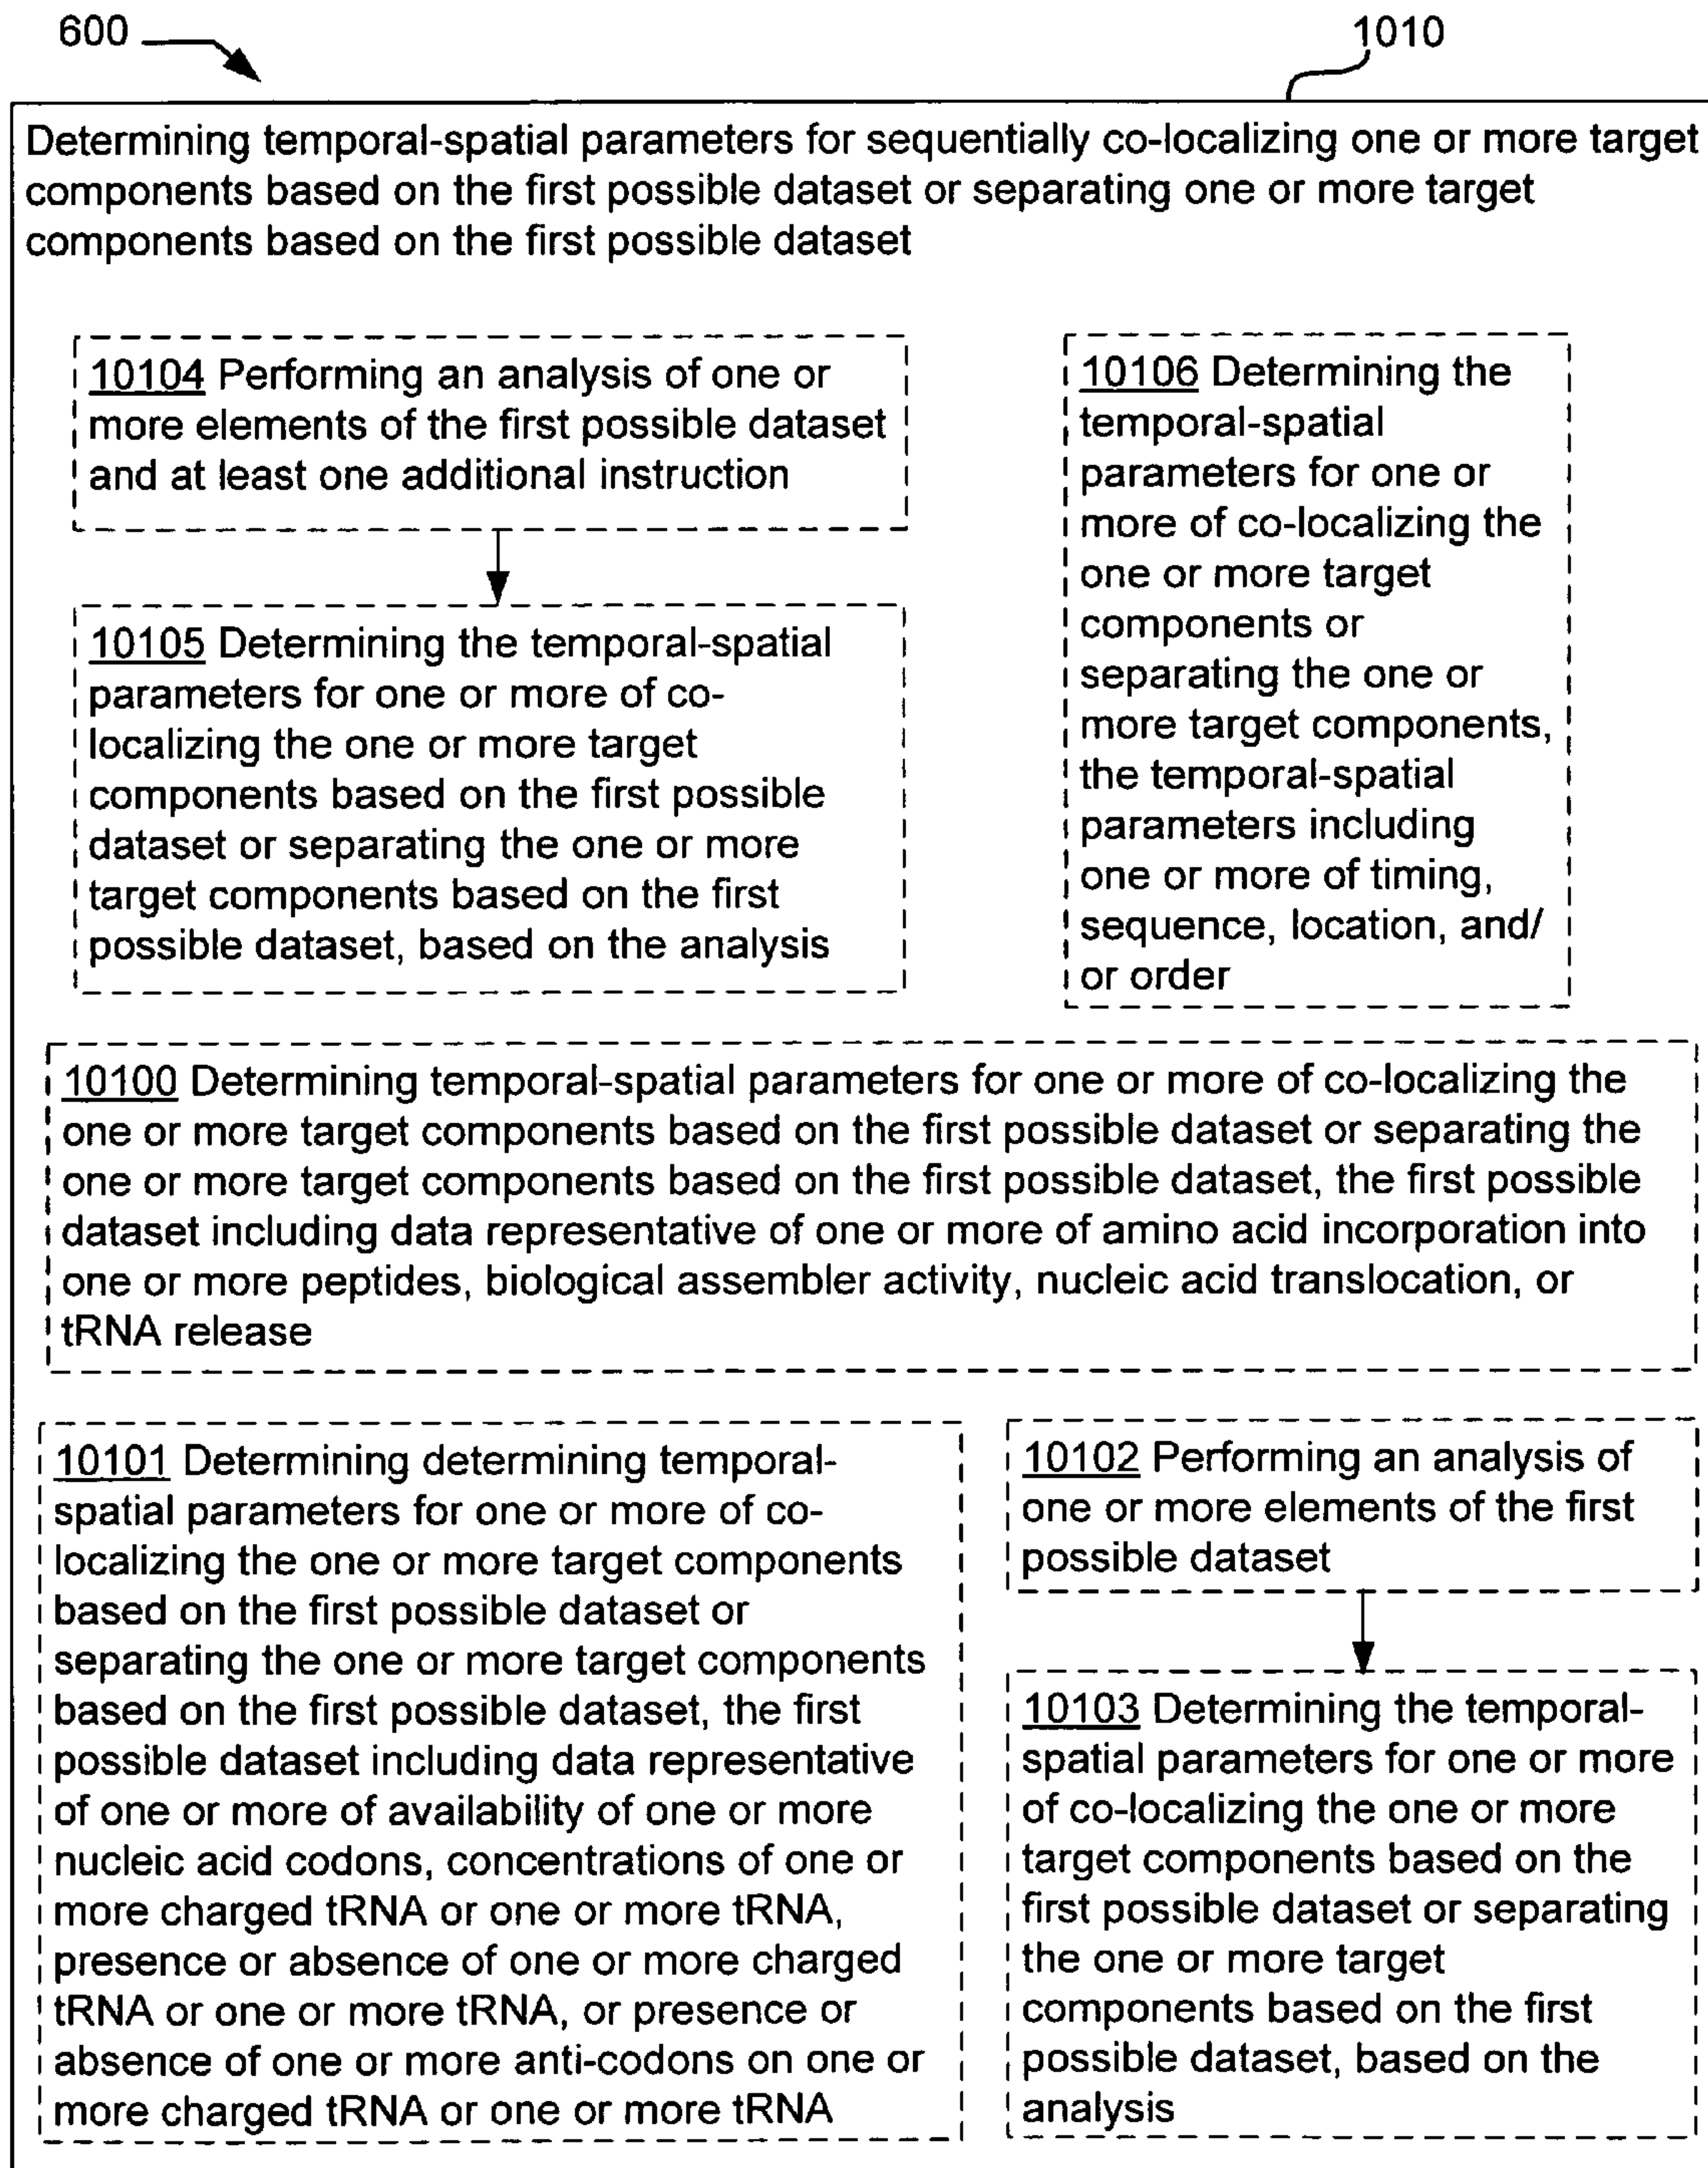 600
1010
Determining temporal-spatial parameters for sequentially co-localizing one or more target
components based on the first possible dataset or separating one or more target
components based on the first possible dataset
10104 Performing an analysis of one or
more elements of the first possible dataset
and at least one additional instruction
10105 Determining the temporal-spatial
parameters for one or more of co-
localizing the one or more target
components based on the first possible
dataset or separating the one or more
target components based on the first
possible dataset, based on the analysis
10106 Determining the
temporal-spatial
parameters for one or
more of co-localizing the
one or more target
components or
separating the one or
more target components,
the temporal-spatial
parameters including
one or more of timing,
sequence, location, and/
or order
10100 Determining temporal-spatial parameters for one or more of co-localizing the
one or more target components based on the first possible dataset or separating the
one or more target components based on the first possible dataset, the first possible
dataset including data representative of one or more of amino acid incorporation into
one or more peptides, biological assembler activity, nucleic acid translocation, or
tRNA release
10101 Determining determining temporal-
spatial parameters for one or more of co-
localizing the one or more target components
based on the first possible dataset or
separating the one or more target components
based on the first possible dataset, the first
possible dataset including data representative
of one or more of availability of one or more
nucleic acid codons, concentrations of one or
more charged tRNA or one or more tRNA,
presence or absence of one or more charged
tRNA or one or more tRNA, or presence or
absence of one or more anti-codons on one or
more charged tRNA or one or more tRNA
10102 Performing an analysis of
one or more elements of the first
possible dataset
10103 Determining the temporal-
spatial parameters for one or more
of co-localizing the one or more
target components based on the
first possible dataset or separating
the one or more target
components based on the first
possible dataset, based on the
analysis